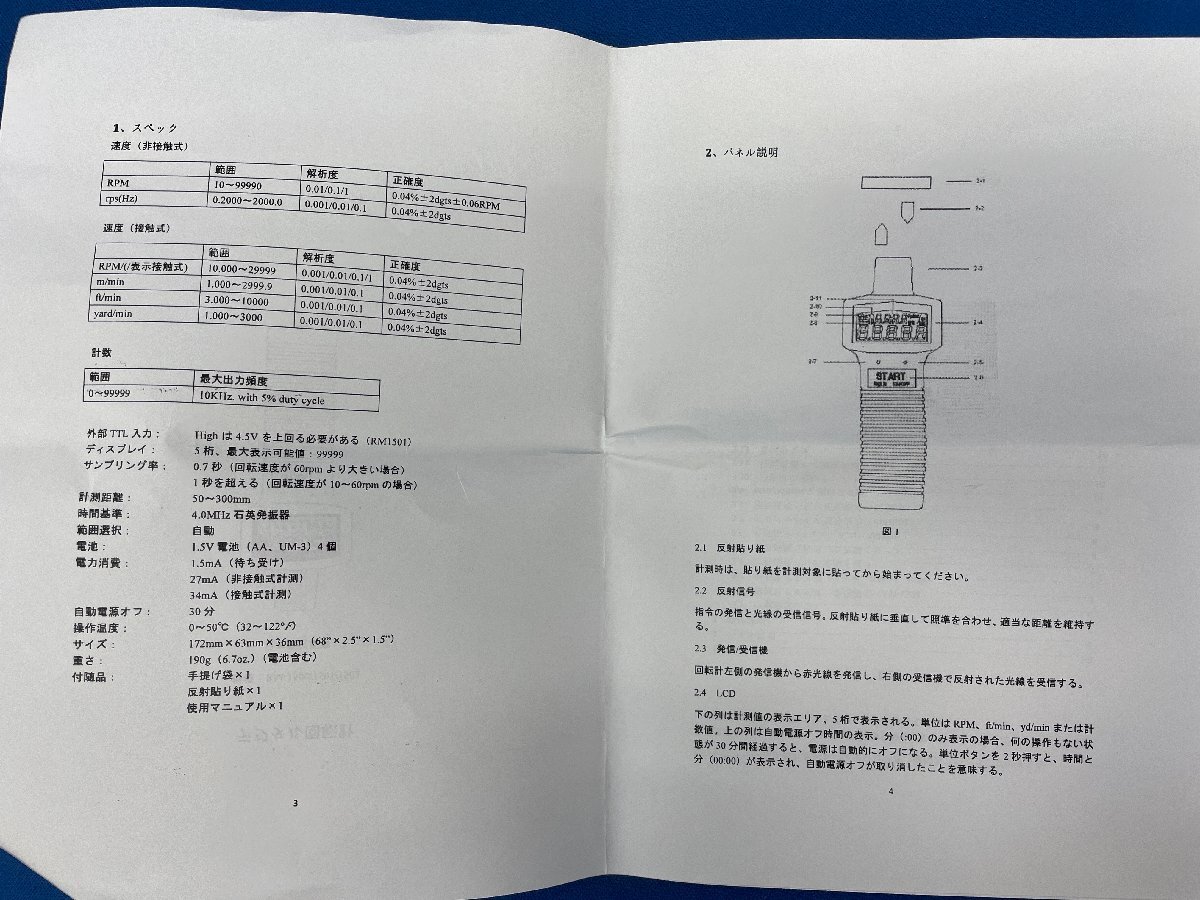 1、スペック
速度（非接触式）
範囲 解析度 正確度
RPM 10～99990 0.01/0.1/1 0.04%±2dgts±0.06RPM
rps(Hz) 0.2000～2000.0 0.001/0.01/0.1 0.04%±2dgts
速度（接触式）
範囲 解析度 正確度
RPM/(/表示接触式) 10.000～29999 0.001/0.01/0.1/1 0.04%±2dgts
m/min 1.000～2999.9 0.001/0.01/0.1 0.04%±2dgts
ft/min 3.000～10000 0.001/0.01/0.1 0.04%±2dgts
yard/min 1.000～3000 0.001/0.01/0.1 0.04%±2dgts
計数
範囲 最大出力頻度
0～99999 10KHz. with 5% duty cycle
外部 TTL 入力： High は 4.5V を上回る必要がある（RM1501）
ディスプレイ： 5 桁、最大表示可能値：99999
サンプリング率： 0.7 秒（回転速度が 60rpm より大きい場合）
1 秒を超える（回転速度が 10～60rpm の場合）
計測距離： 50～300mm
時間基準： 4.0MHz 石英発振器
範囲選択： 自動
電池： 1.5V 電池（AA、UM-3）4 個
電力消費： 1.5mA（待ち受け）
27mA（非接触式計測）
34mA（接触式計測）
自動電源オフ： 30 分
操作温度： 0～50℃（32～122℉）
サイズ： 172mm×63mm×36mm（68"×2.5"×1.5"）
重さ： 190g（6.7oz.）（電池含む）
付随品： 手提げ袋×1
反射貼り紙×1
使用マニュアル×1
3
2、パネル説明
2-1
2-2
2-3
2-11
2-10
2-9
2-8
2-4
2-7
2-5
START
2-6
図 1
2.1 反射貼り紙
計測時は、貼り紙を計測対象に貼ってから始まってください。
2.2 反射信号
指令の発信と光線の受信信号。反射貼り紙に垂直して照準を合わせ、適当な距離を維持す
る。
2.3 発信/受信機
回転計左側の発信機から赤光線を発信し、右側の受信機で反射された光線を受信する。
2.4 LCD
下の列は計測値の表示エリア，5 桁で表示される。単位は RPM、ft/min、yd/min または計
数値，上の列は自動電源オフ時間の表示。分（:00）のみ表示の場合、何の操作もない状
態が 30 分間経過すると、電源は自動的にオフになる。単位ボタンを 2 秒押すと、時間と
分（00:00）が表示され、自動電源オフが取り消したことを意味する。
4